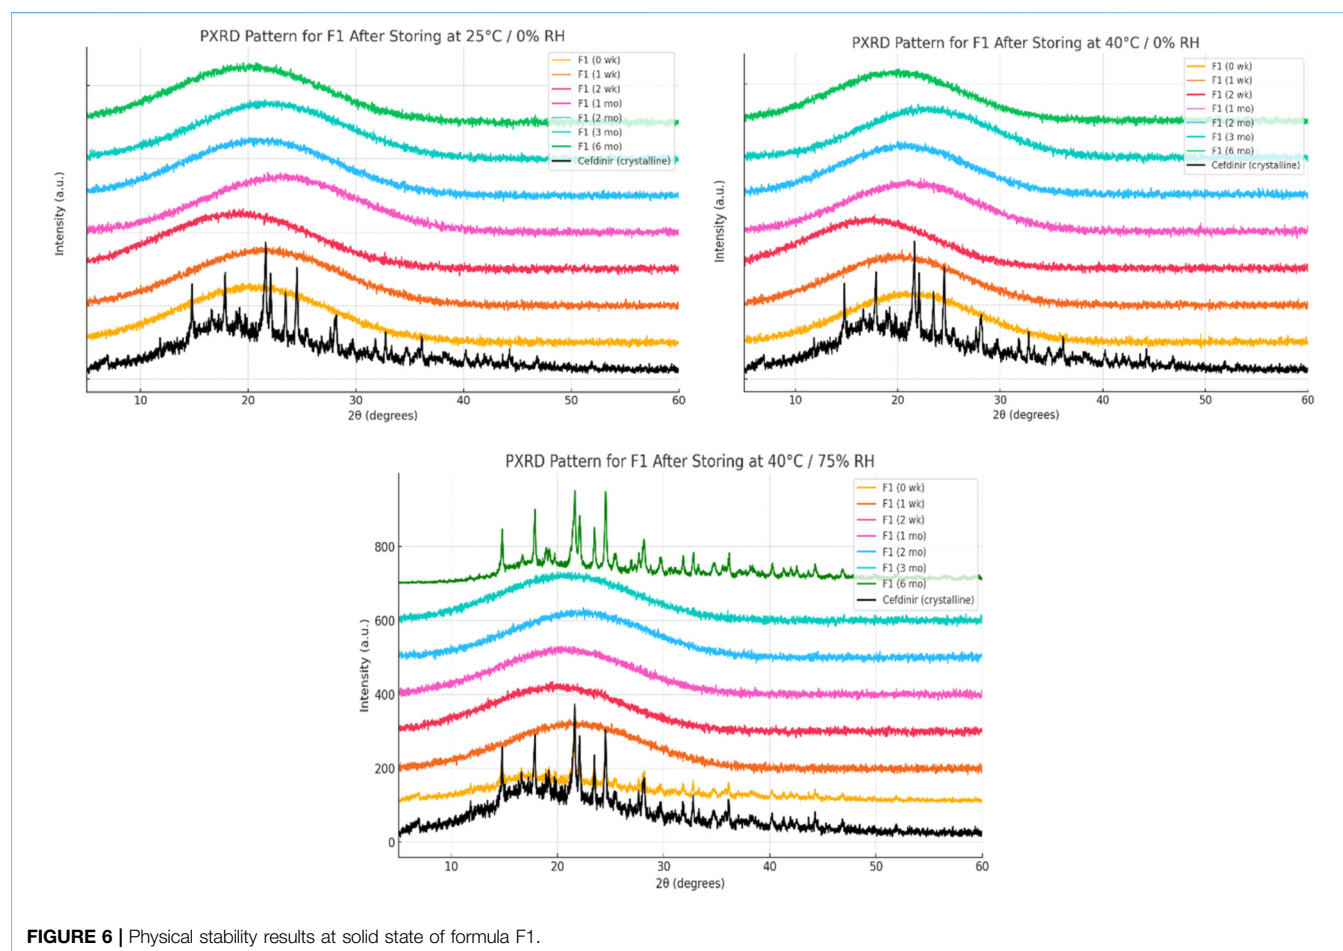 PXRD Pattern for F1 After Storing at 25°C / 0% RH
F1 (0 wk)
F1 (1 wk)
F1 (2 wk)
F1 (1 mo)
F1 (2 mo)
F1 (3 mo)
F1 (6 mo)
Cefdinir (crystalline)
Intensity (a.u.)
10 20 30 40 50 60
2θ (degrees)
PXRD Pattern for F1 After Storing at 40°C / 0% RH
F1 (0 wk)
F1 (1 wk)
F1 (2 wk)
F1 (1 mo)
F1 (2 mo)
F1 (3 mo)
F1 (6 mo)
Cefdinir (crystalline)
Intensity (a.u.)
10 20 30 40 50 60
2θ (degrees)
PXRD Pattern for F1 After Storing at 40°C / 75% RH
F1 (0 wk)
F1 (1 wk)
F1 (2 wk)
F1 (1 mo)
F1 (2 mo)
F1 (3 mo)
F1 (6 mo)
Cefdinir (crystalline)
800
600
400
200
0
Intensity (a.u.)
10 20 30 40 50 60
2θ (degrees)
FIGURE 6 | Physical stability results at solid state of formula F1.